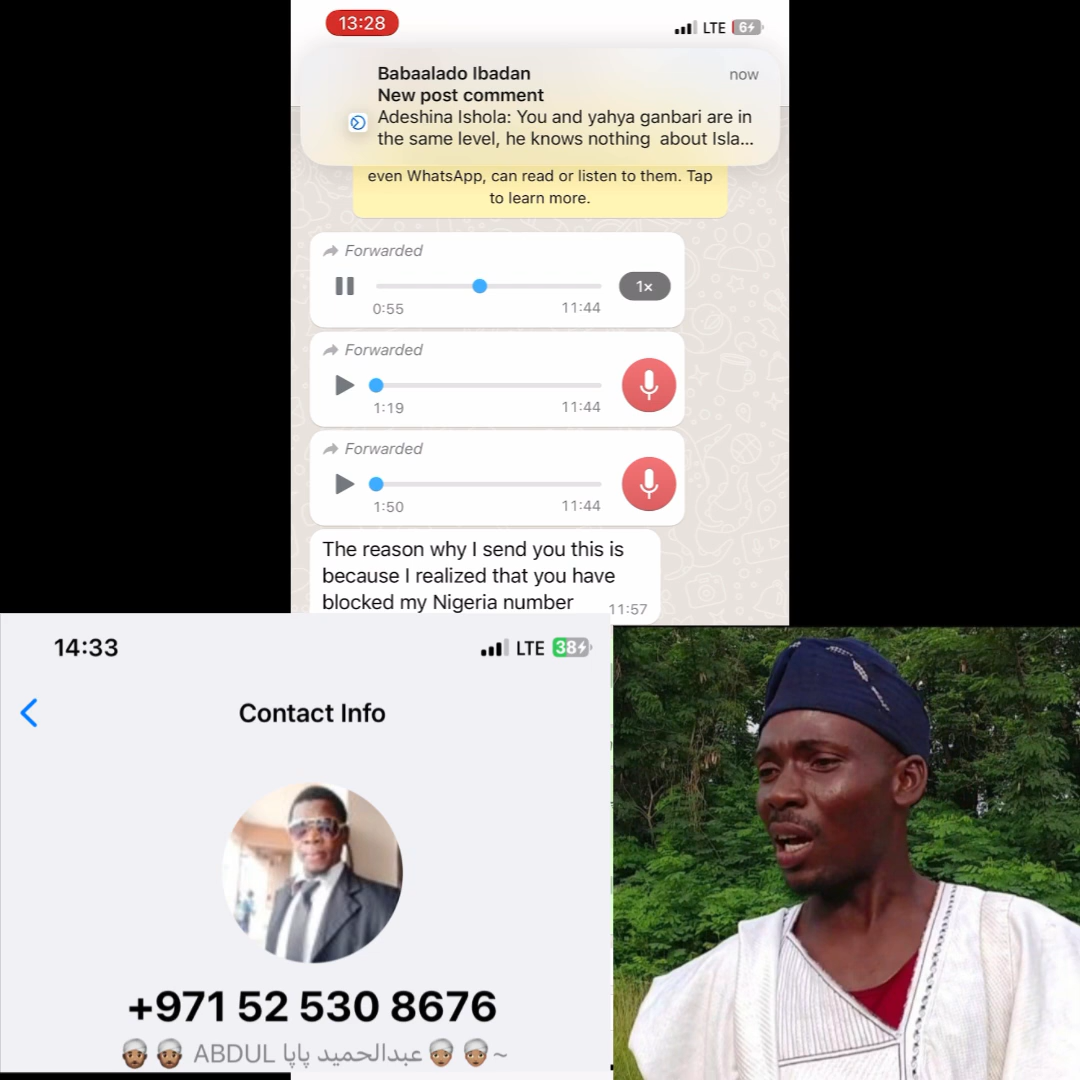 13:28
LTE 6
Babaalado Ibadan
now
New post comment
Adeshina Ishola: You and yahya ganbari are in
the same level, he knows nothing about Isla...
even WhatsApp, can read or listen to them. Tap
to learn more.
Forwarded
1×
0:55
11:44
Forwarded
1:19
11:44
Forwarded
1:50
11:44
The reason why I send you this is
because I realized that you have
blocked my Nigeria number
11:57
14:33
LTE 38
Contact Info
+971 52 530 8676
👳🏽‍♂️ 👳🏽‍♂️ ABDUL عبدالحميد پاپا 👳🏼‍♂️ 👳🏼‍♂️ ~